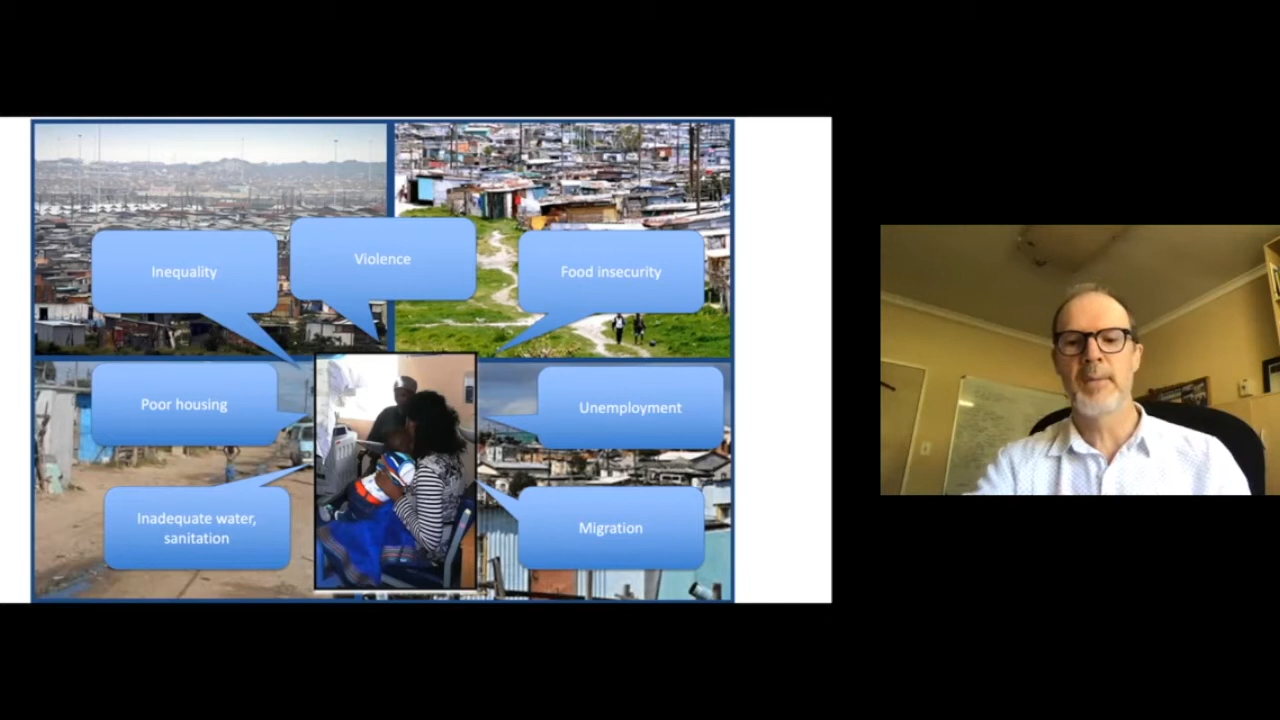 Inequality
Violence
Food insecurity
Poor housing
Unemployment
Inadequate water,
sanitation
Migration